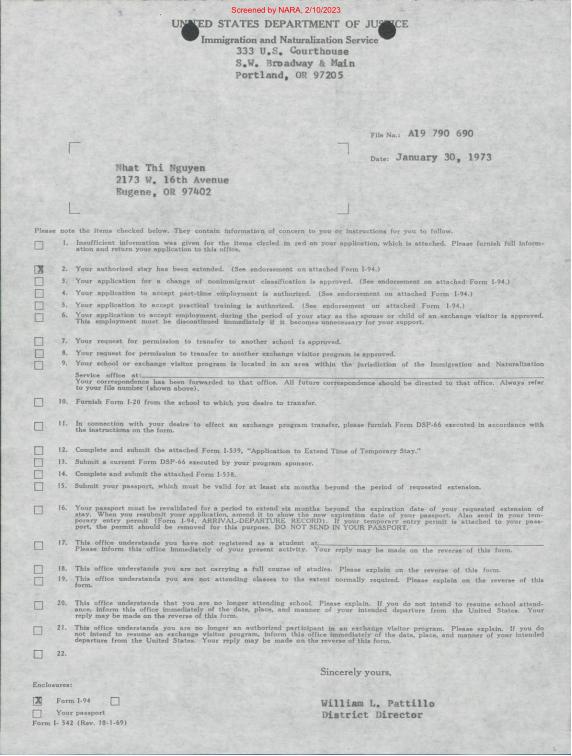 Screened by NARA, 2/10/2023
UNITED STATES DEPARTMENT OF JUSTICE
Immigration and Naturalization Service
333 U.S. Courthouse
S.W. Broadway & Main
Portland, OR 97205
File No.: A19 790 690
Date: January 30, 1973
Nhat Thi Nguyen
2173 W. 16th Avenue
Eugene, OR 97402
Please note the items checked below. They contain information of concern to you or instructions for you to follow.
1. Insufficient information was given for the items circled in red on your application, which is attached. Please furnish full inform-
ation and return your application to this office.
X 2. Your authorized stay has been extended. (See endorsement on attached Form I-94.)
3. Your application for a change of nonimmigrant classification is approved. (See endorsement on attached Form I-94.)
4. Your application to accept part-time employment is authorized. (See endorsement on attached Form I-94.)
5. Your application to accept practical training is authorized. (See endorsement on attached Form I-94.)
6. Your application to accept employment during the period of your stay as the spouse or child of an exchange visitor is approved.
This employment must be discontinued immediately if it becomes unnecessary for your support.
7. Your request for permission to transfer to another school is approved.
8. Your request for permission to transfer to another exchange visitor program is approved.
9. Your school or exchange visitor program is located in an area within the jurisdiction of the Immigration and Naturalization
Service office at:
Your correspondence has been forwarded to that office. All future correspondence should be directed to that office. Always refer
to your file number (shown above).
10. Furnish Form I-20 from the school to which you desire to transfer.
11. In connection with your desire to effect an exchange program transfer, please furnish Form DSP-66 executed in accordance with
the instructions on the form.
12. Complete and submit the attached Form I-539, "Application to Extend Time of Temporary Stay."
13. Submit a current Form DSP-66 executed by your program sponsor.
14. Complete and submit the attached Form I-538.
15. Submit your passport, which must be valid for at least six months beyond the period of requested extension.
16. Your passport must be revalidated for a period to extend six months beyond the expiration date of your requested extension of
stay. When you resubmit your application, amend it to show the new expiration date of your passport. Also send in your tem-
porary entry permit (Form I-94, ARRIVAL-DEPARTURE RECORD). If your temporary entry permit is attached to your pass-
port, the permit should be removed for this purpose. DO NOT SEND IN YOUR PASSPORT.
17. This office understands you have not registered as a student at:
Please inform this office immediately of your present activity. Your reply may be made on the reverse of this form.
18. This office understands you are not carrying a full course of studies. Please explain on the reverse of this form.
19. This office understands you are not attending classes to the extent normally required. Please explain on the reverse of this
form.
20. This office understands that you are no longer attending school. Please explain. If you do not intend to resume school attend-
ance, inform this office immediately of the date, place, and manner of your intended departure from the United States. Your
reply may be made on the reverse of this form.
21. This office understands you are no longer an authorized participant in an exchange visitor program. Please explain. If you do
not intend to resume an exchange visitor program, inform this office immediately of the date, place, and manner of your intended
departure from the United States. Your reply may be made on the reverse of this form.
22.
Sincerely yours,
Enclosures:
X Form I-94
Your passport
William L. Pattillo
District Director
Form I- 542 (Rev. 10-1-69)